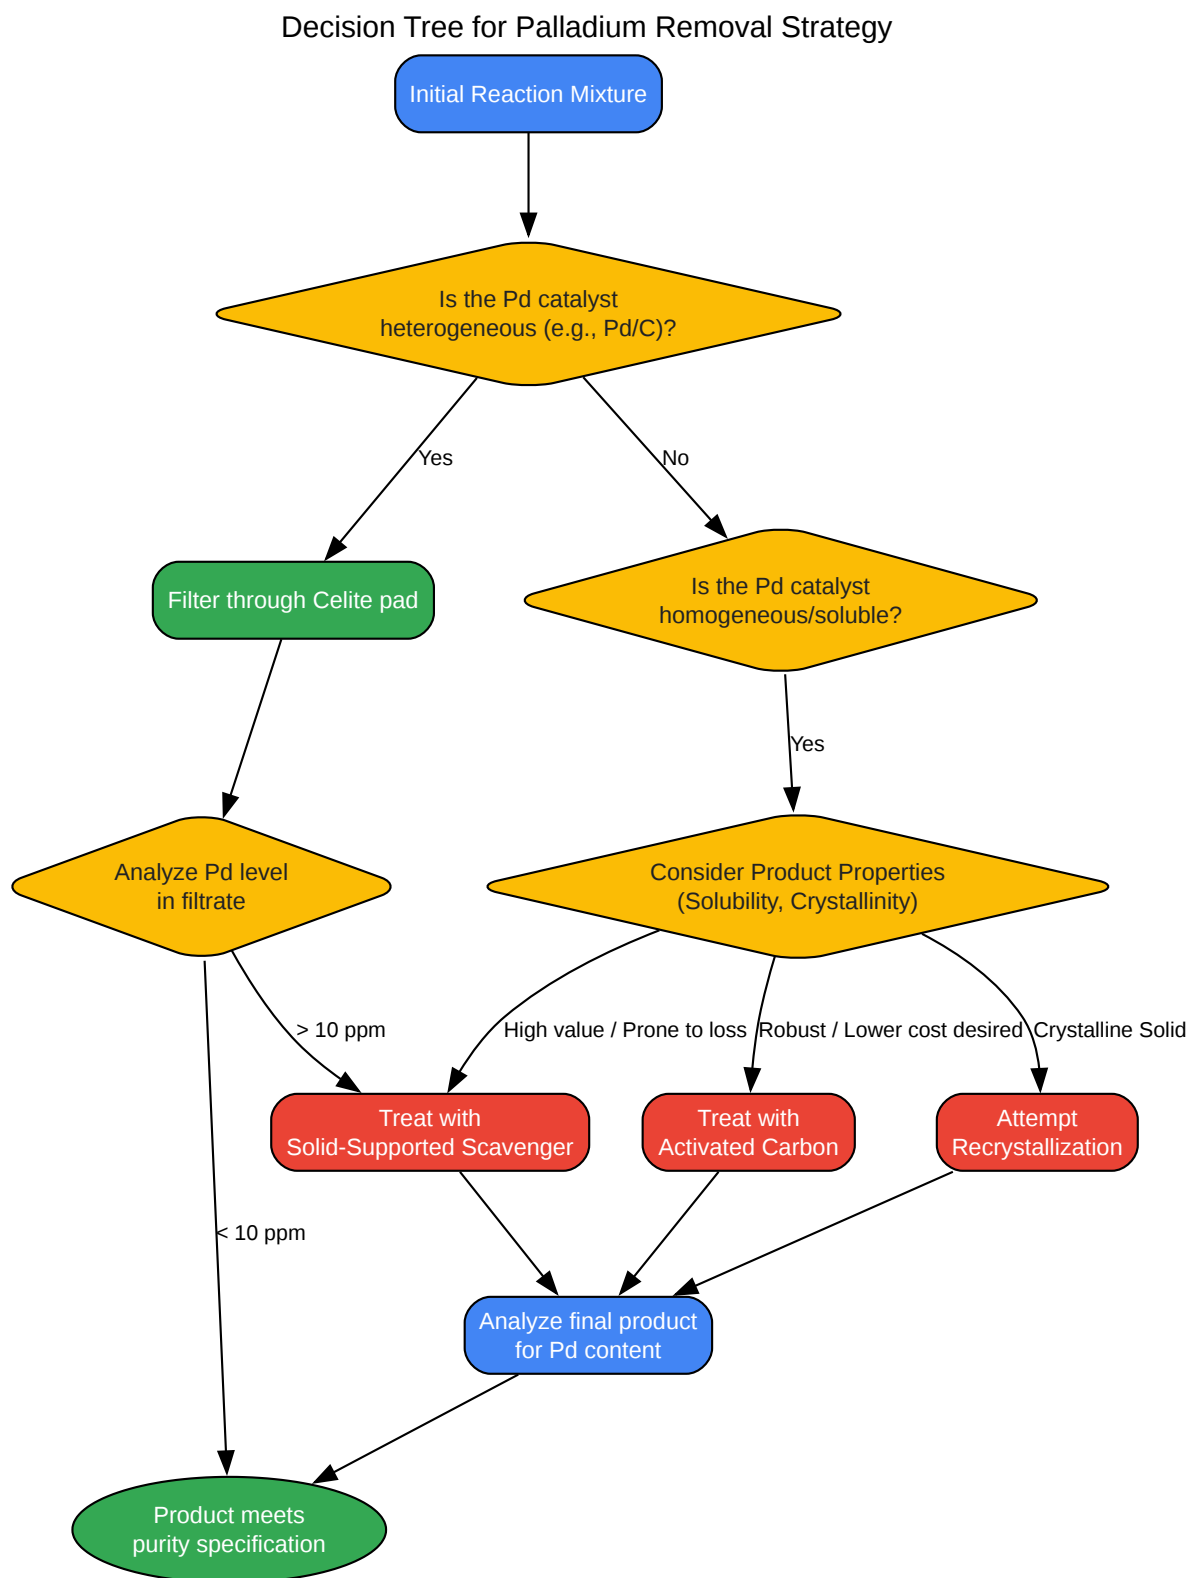 Decision Tree for Palladium Removal Strategy
Initial Reaction Mixture
Is the Pd catalyst
heterogeneous (e.g., Pd/C)?
Yes
No
Filter through Celite pad
Is the Pd catalyst
homogeneous/soluble?
Yes
Analyze Pd level
in filtrate
Consider Product Properties
(Solubility, Crystallinity)
> 10 ppm
High value / Prone to loss
Robust / Lower cost desired
Crystalline Solid
Treat with
Solid-Supported Scavenger
Treat with
Activated Carbon
Attempt
Recrystallization
< 10 ppm
Analyze final product
for Pd content
Product meets
purity specification